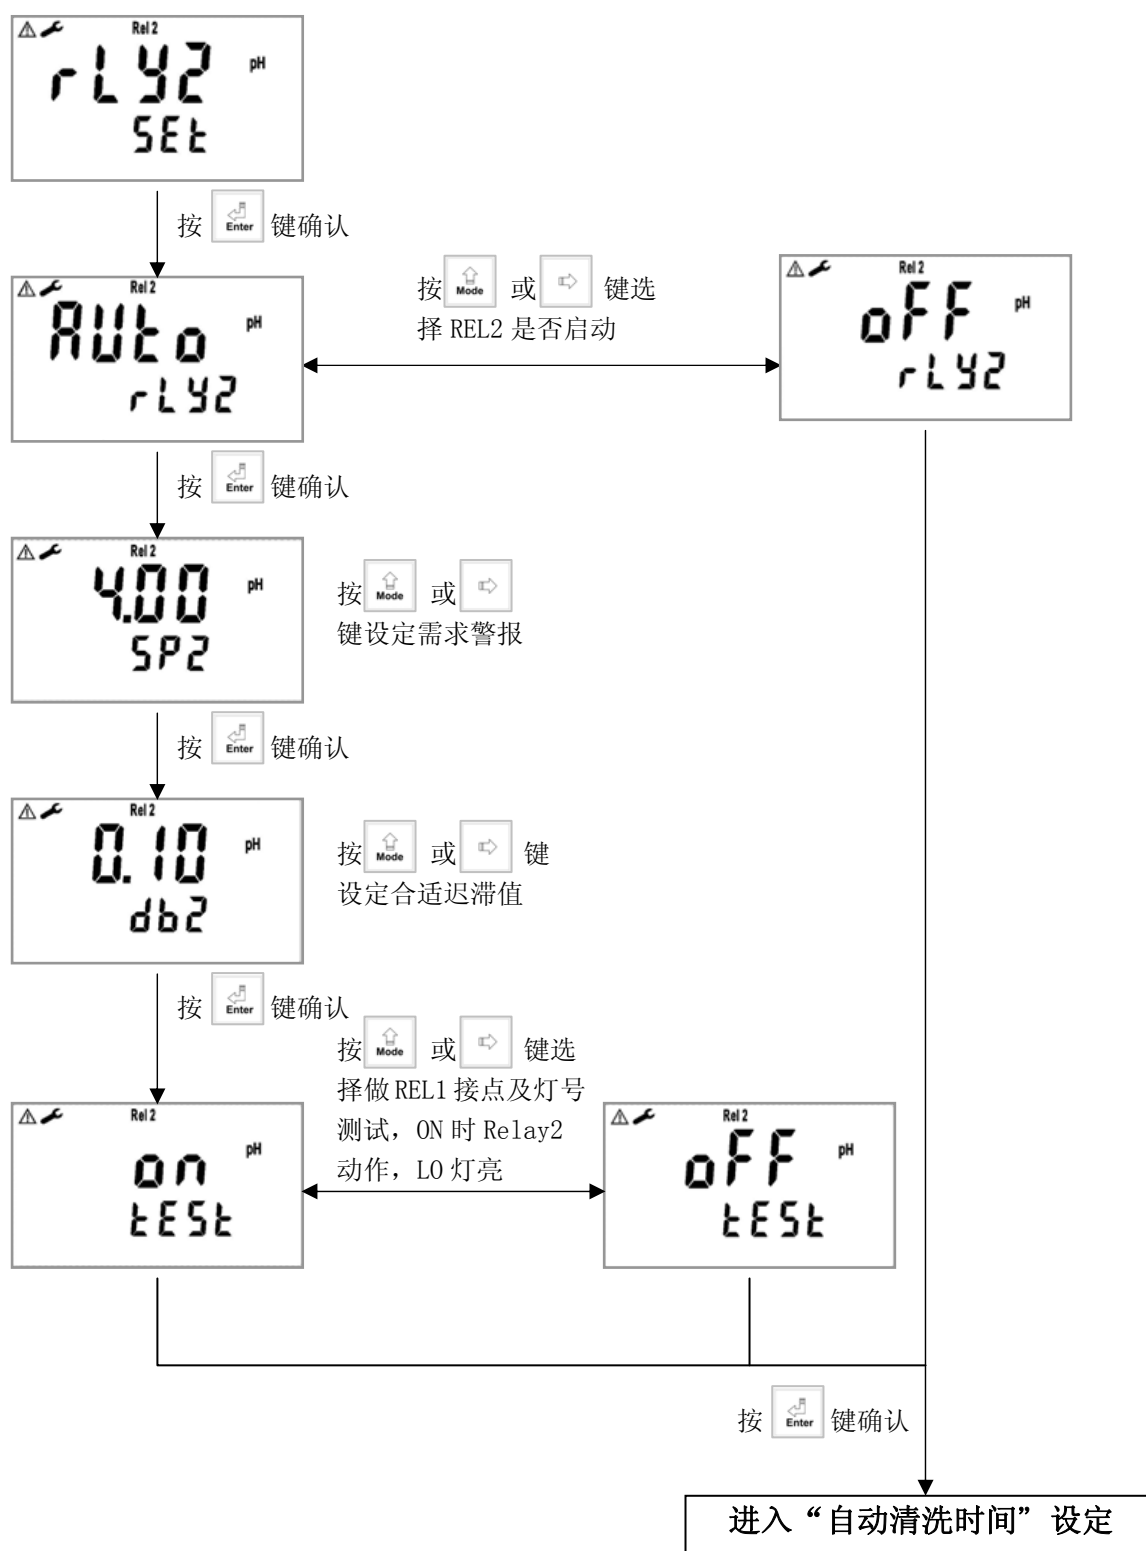 Rel 2
rLY2 pH
SEt
按 Enter 键确认
Rel 2
AUto pH
rLY2
按 Mode 或 键选
择 REL2 是否启动
Rel 2
oFF pH
rLY2
按 Enter 键确认
Rel 2
4.00 pH
SP2
按 Mode 或
键设定需求警报
按 Enter 键确认
Rel 2
0.10 pH
db2
按 Mode 或 键
设定合适迟滞值
按 Enter 键确认
按 Mode 或 键选
择做 REL1 接点及灯号
测试，ON 时 Relay2
动作，LO 灯亮
Rel 2
on pH
tESt
Rel 2
oFF pH
tESt
按 Enter 键确认
进入“自动清洗时间”设定